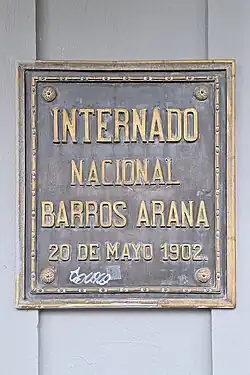 INTERNADO
NACIONAL
BARROS ARANA
20 DE MAYO 1902